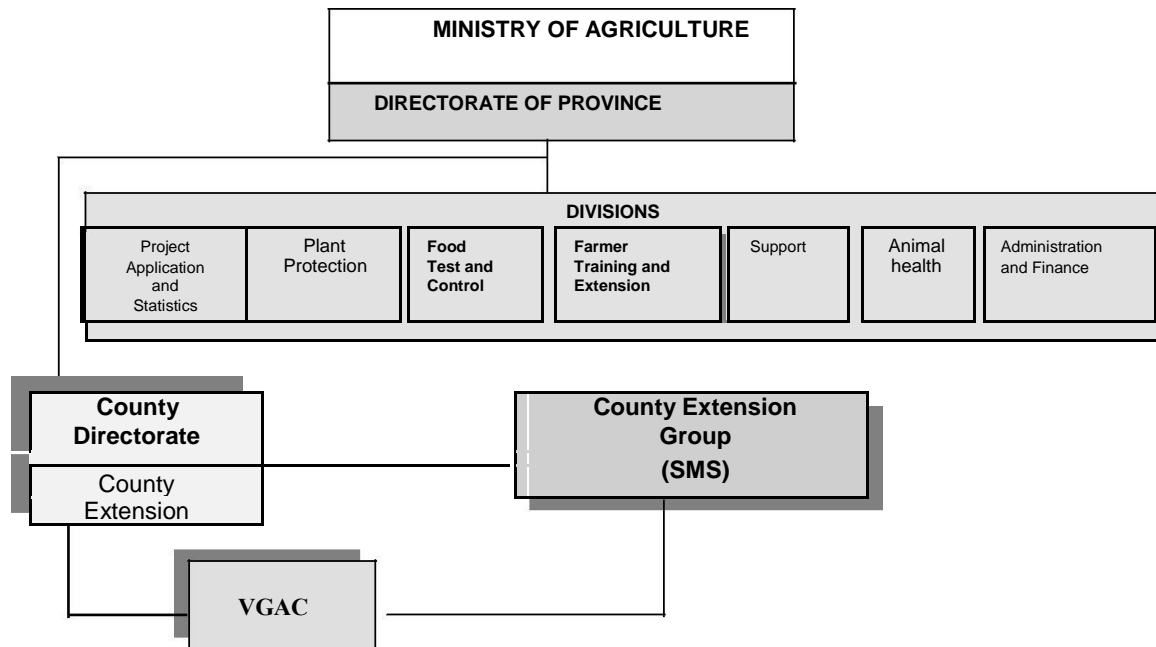 MINISTRY OF AGRICULTURE
DIRECTORATE OF PROVINCE
DIVISIONS
Project
Application
and
Statistics
Plant
Protection
Food
Test and
Control
Farmer
Training and
Extension
Support
Animal
health
Administration
and Finance
County
Directorate
County
Extension
County Extension
Group
(SMS)
VGAC